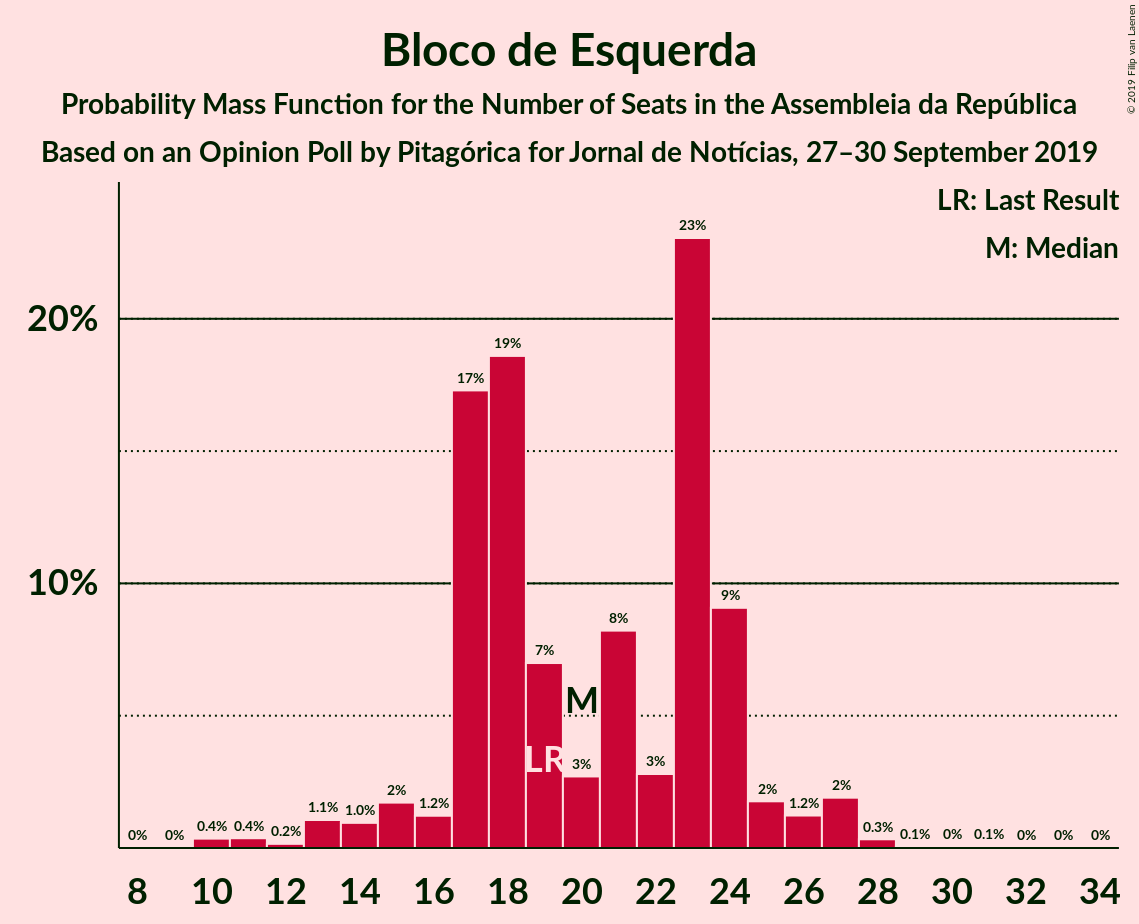 Bloco de Esquerda
Probability Mass Function for the Number of Seats in the Assembleia da República
Based on an Opinion Poll by Pitagórica for Jornal de Notícias, 27–30 September 2019
© 2019 Filip van Laenen
LR: Last Result
M: Median
20%
10%
0% 0% 0.4% 0.4% 0.2% 1.1% 1.0% 2% 1.2% 17% 19% 7% 3% 8% 3% 23% 9% 2% 1.2% 2% 0.3% 0.1% 0% 0.1% 0% 0% 0%
M
LR
8 10 12 14 16 18 20 22 24 26 28 30 32 34